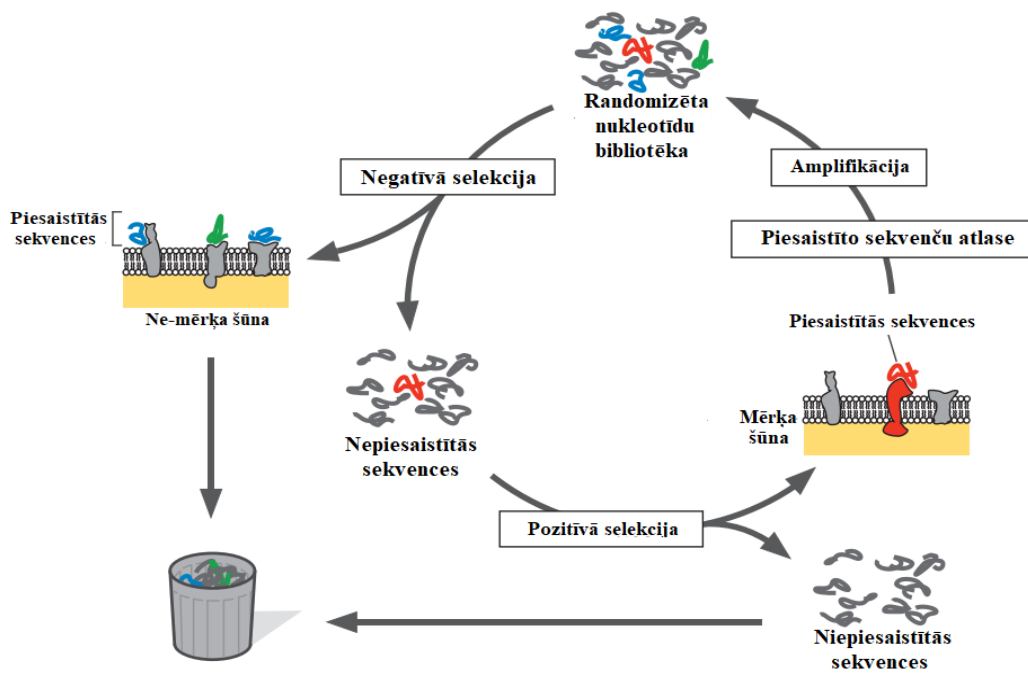 Randomizēta
nukleotīdu
bibliotēka
Negatīvā selekcija
Amplifikācija
Piesaistītās
sekvences
Piesaistīto sekvenču atlase
Ne-mērķa šūna
Piesaistītās sekvences
Nepiesaistītās
sekvences
Mērķa
šūna
Pozitīvā selekcija
Niepiesaistītās
sekvences